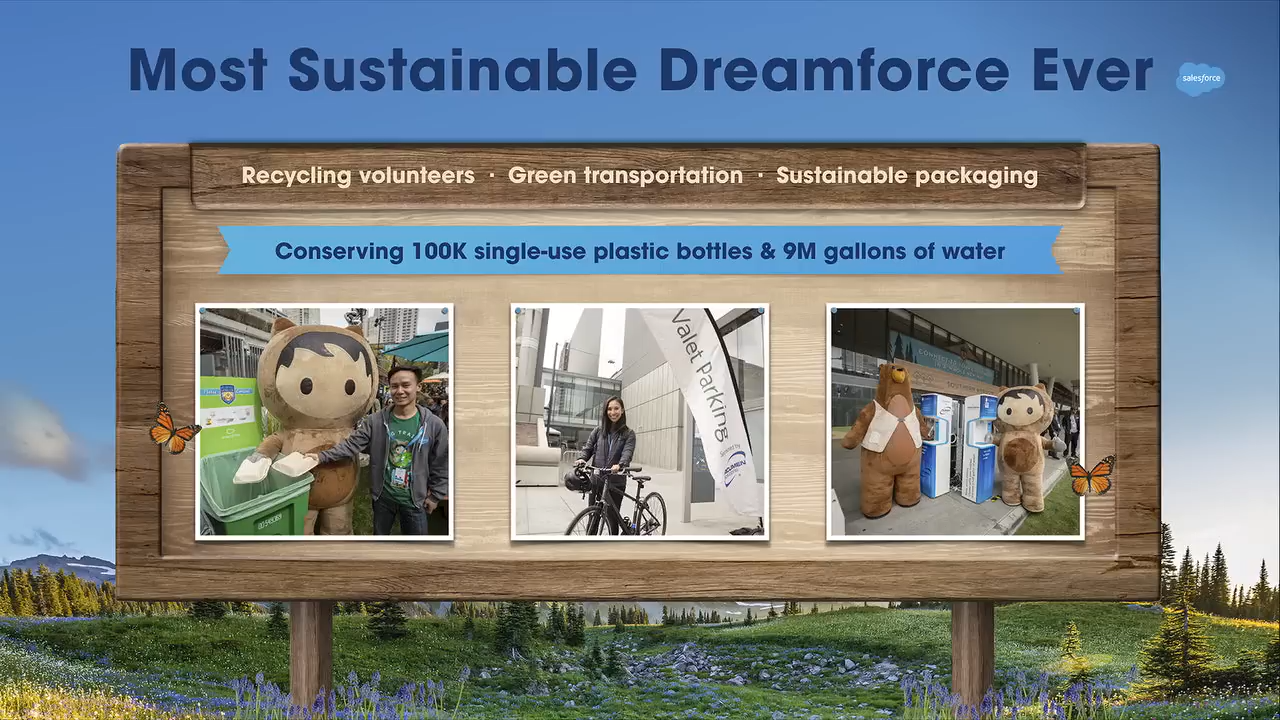 Most Sustainable Dreamforce Ever
salesforce
Recycling volunteers · Green transportation · Sustainable packaging
Conserving 100K single-use plastic bottles & 9M gallons of water
Valet Parking